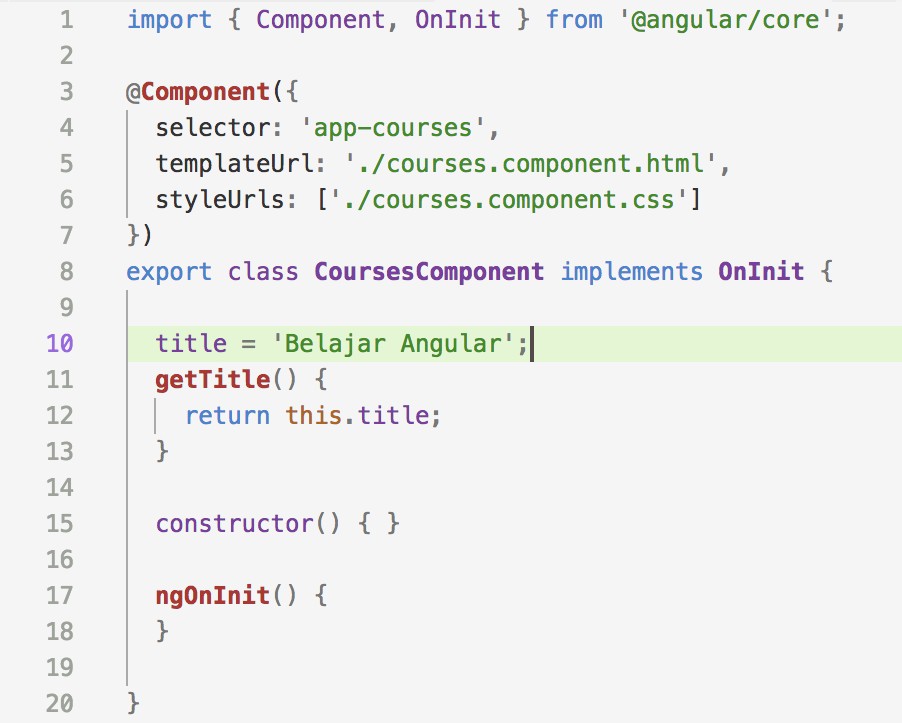 1 import { Component, OnInit } from '@angular/core';
2
3 @Component({
4   selector: 'app-courses',
5   templateUrl: './courses.component.html',
6   styleUrls: ['./courses.component.css']
7 })
8 export class CoursesComponent implements OnInit {
9
10   title = 'Belajar Angular';
11   getTitle() {
12     return this.title;
13   }
14
15   constructor() { }
16
17   ngOnInit() {
18   }
19
20 }